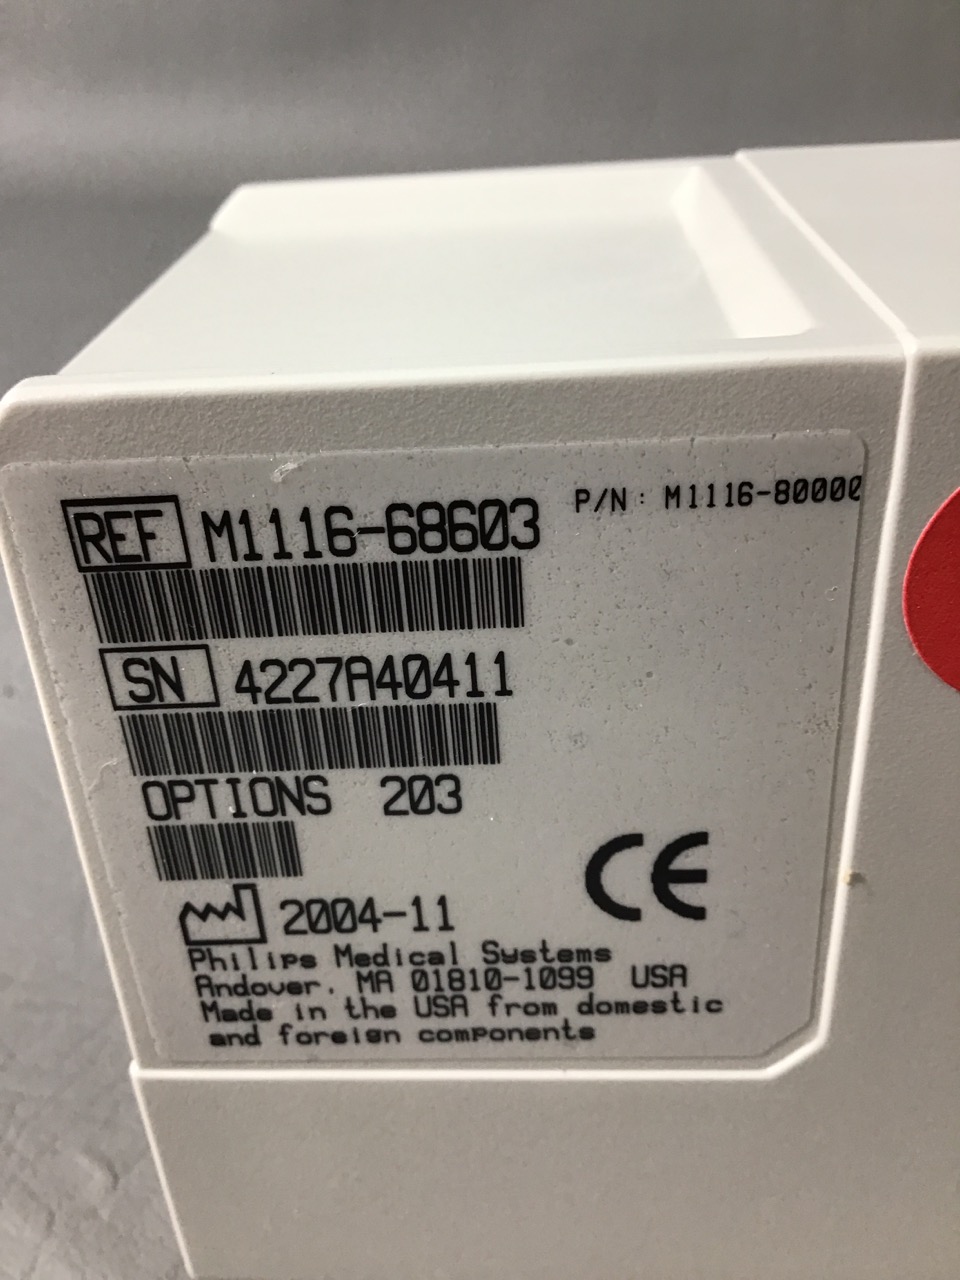 REF M1116-68603 P/N: M1116-80000
SN 4227A40411
OPTIONS 203
CE
2004-11
Philips Medical Systems
Andover, MA 01810-1099 USA
Made in the USA from domestic
and foreign components